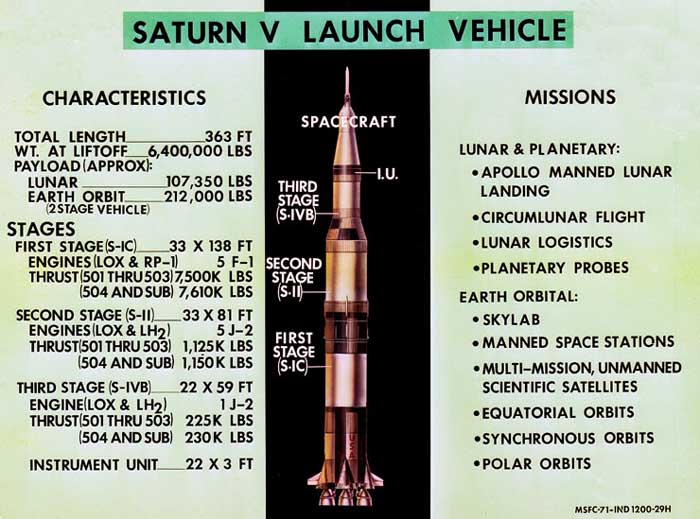 SATURN V LAUNCH VEHICLE
CHARACTERISTICS
TOTAL LENGTH 363 FT
WT. AT LIFTOFF 6,400,000 LBS
PAYLOAD (APPROX):
LUNAR 107,350 LBS
EARTH ORBIT 212,000 LBS
(2 STAGE VEHICLE)
STAGES
FIRST STAGE (S-IC) 33 X 138 FT
ENGINES (LOX & RP-1) 5 F-1
THRUST (501 THRU 503) 7,500K LBS
(504 AND SUB) 7,610K LBS
SECOND STAGE (S-II) 33 X 81 FT
ENGINES (LOX & LH2) 5 J-2
THRUST (501 THRU 503) 1,125K LBS
(504 AND SUB) 1,150K LBS
THIRD STAGE (S-IVB) 22 X 59 FT
ENGINE (LOX & LH2) 1 J-2
THRUST (501 THRU 503) 225K LBS
(504 AND SUB) 230K LBS
INSTRUMENT UNIT 22 X 3 FT
SPACECRAFT
I.U.
THIRD
STAGE
(S-IVB)
SECOND
STAGE
(S-II)
FIRST
STAGE
(S-IC)
USA
MISSIONS
LUNAR & PLANETARY:
• APOLLO MANNED LUNAR
LANDING
• CIRCUMLUNAR FLIGHT
• LUNAR LOGISTICS
• PLANETARY PROBES
EARTH ORBITAL:
• SKYLAB
• MANNED SPACE STATIONS
• MULTI-MISSION, UNMANNED
SCIENTIFIC SATELLITES
• EQUATORIAL ORBITS
• SYNCHRONOUS ORBITS
• POLAR ORBITS
MSFC-71-IND 1200-29H